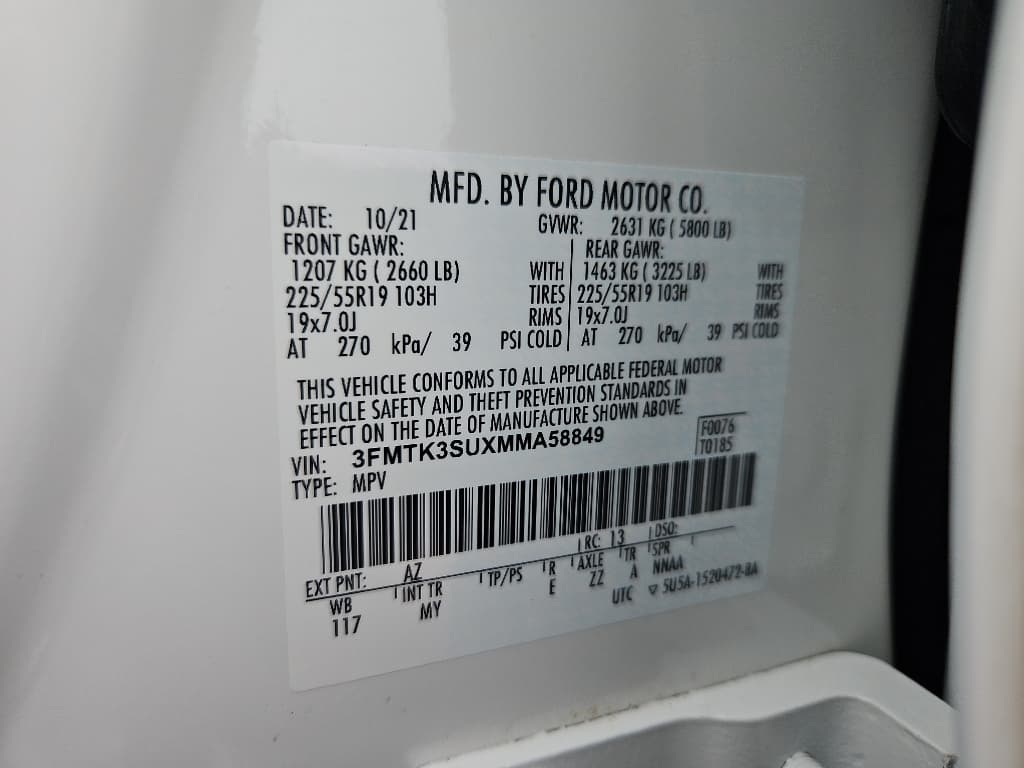 MFD. BY FORD MOTOR CO.
DATE: 10/21 GVWR: 2631 KG ( 5800 LB)
FRONT GAWR: REAR GAWR:
1207 KG ( 2660 LB) WITH 1463 KG ( 3225 LB) WITH
225/55R19 103H TIRES 225/55R19 103H TIRES
19x7.0J RIMS 19x7.0J RIMS
AT 270 kPa/ 39 PSI COLD AT 270 kPa/ 39 PSI COLD
THIS VEHICLE CONFORMS TO ALL APPLICABLE FEDERAL MOTOR
VEHICLE SAFETY AND THEFT PREVENTION STANDARDS IN
EFFECT ON THE DATE OF MANUFACTURE SHOWN ABOVE.
VIN: 3FMTK3SUXMMA58849 F0076
TYPE: MPV T0185
EXT PNT: AZ RC: 13 DSO:
WB INT TR TP/PS R AXLE TR SPR
117 MY E ZZ A NNAA
UTC ▽ 5U5A-1520472-BA